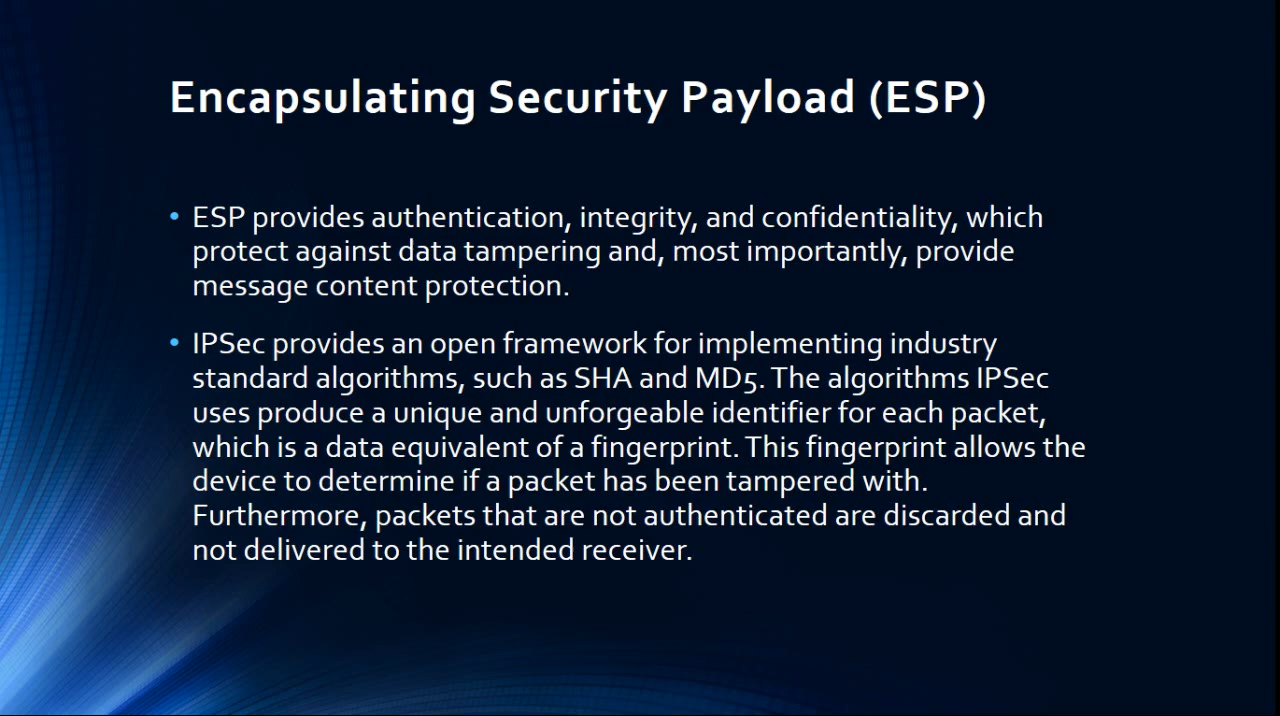 Encapsulating Security Payload (ESP)
• ESP provides authentication, integrity, and confidentiality, which
protect against data tampering and, most importantly, provide
message content protection.
• IPSec provides an open framework for implementing industry
standard algorithms, such as SHA and MD5. The algorithms IPSec
uses produce a unique and unforgeable identifier for each packet,
which is a data equivalent of a fingerprint. This fingerprint allows the
device to determine if a packet has been tampered with.
Furthermore, packets that are not authenticated are discarded and
not delivered to the intended receiver.